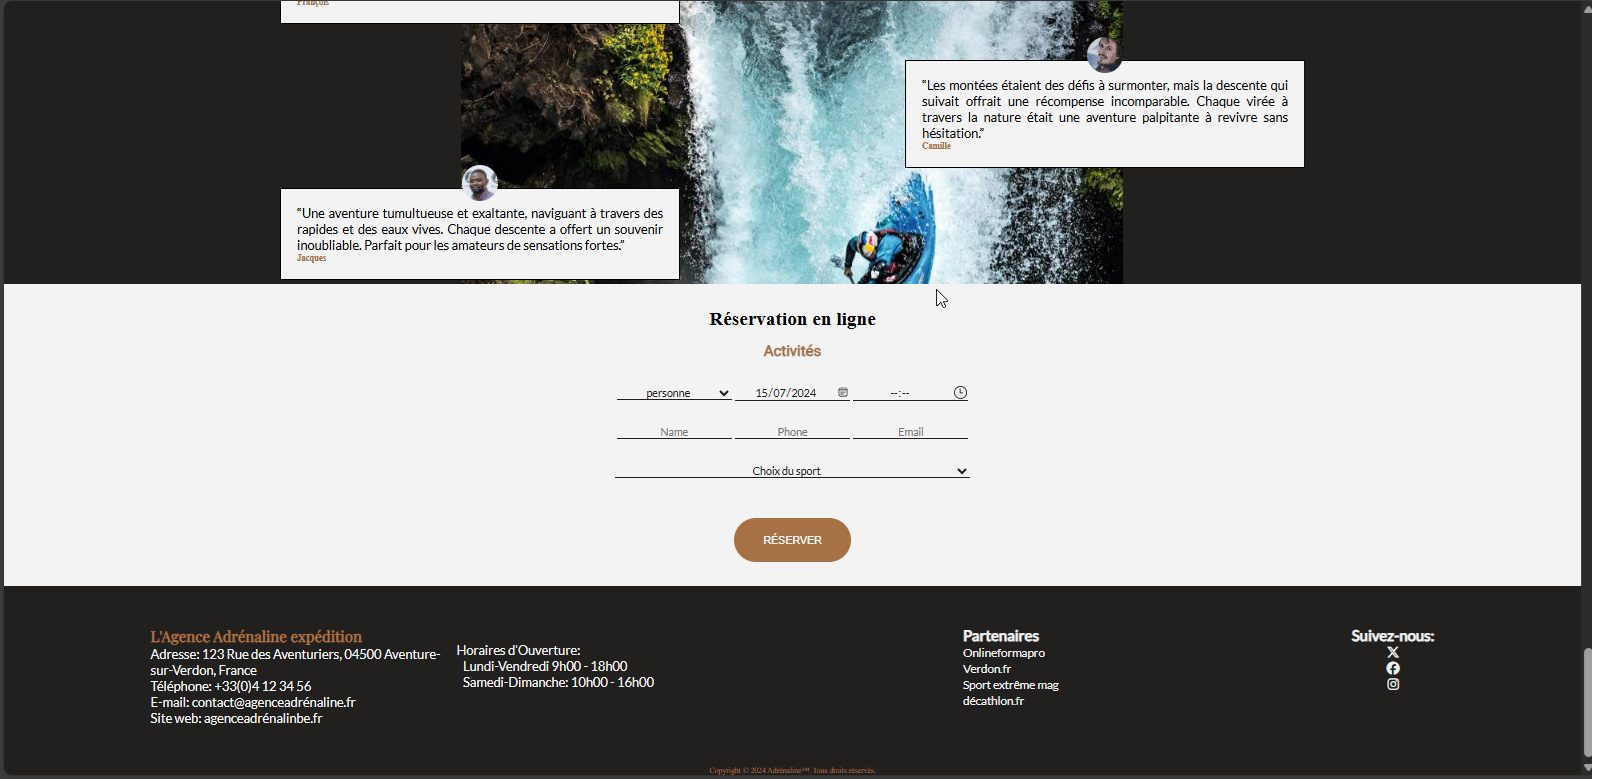 François
“Les montées étaient des défis à surmonter, mais la descente qui
suivait offrait une récompense incomparable. Chaque virée à
travers la nature était une aventure palpitante à revivre sans
hésitation.”
Camille
“Une aventure tumultueuse et exaltante, naviguant à travers des
rapides et des eaux vives. Chaque descente a offert un souvenir
inoubliable. Parfait pour les amateurs de sensations fortes.”
Jacques
Réservation en ligne
Activités
personne 15/07/2024 --:--
Name Phone Email
Choix du sport
RÉSERVER
L'Agence Adrénaline expédition
Adresse: 123 Rue des Aventuriers, 04500 Aventure-
sur-Verdon, France
Téléphone: +33(0)4 12 34 56
E-mail: contact@agenceadrénaline.fr
Site web: agenceadrénalinbe.fr
Horaires d'Ouverture:
Lundi-Vendredi 9h00 - 18h00
Samedi-Dimanche: 10h00 - 16h00
Partenaires
Onlineformapro
Verdon.fr
Sport extrême mag
décathlon.fr
Suivez-nous:
Copyright © 2024 Adrénaline™. Tous droits réservés.